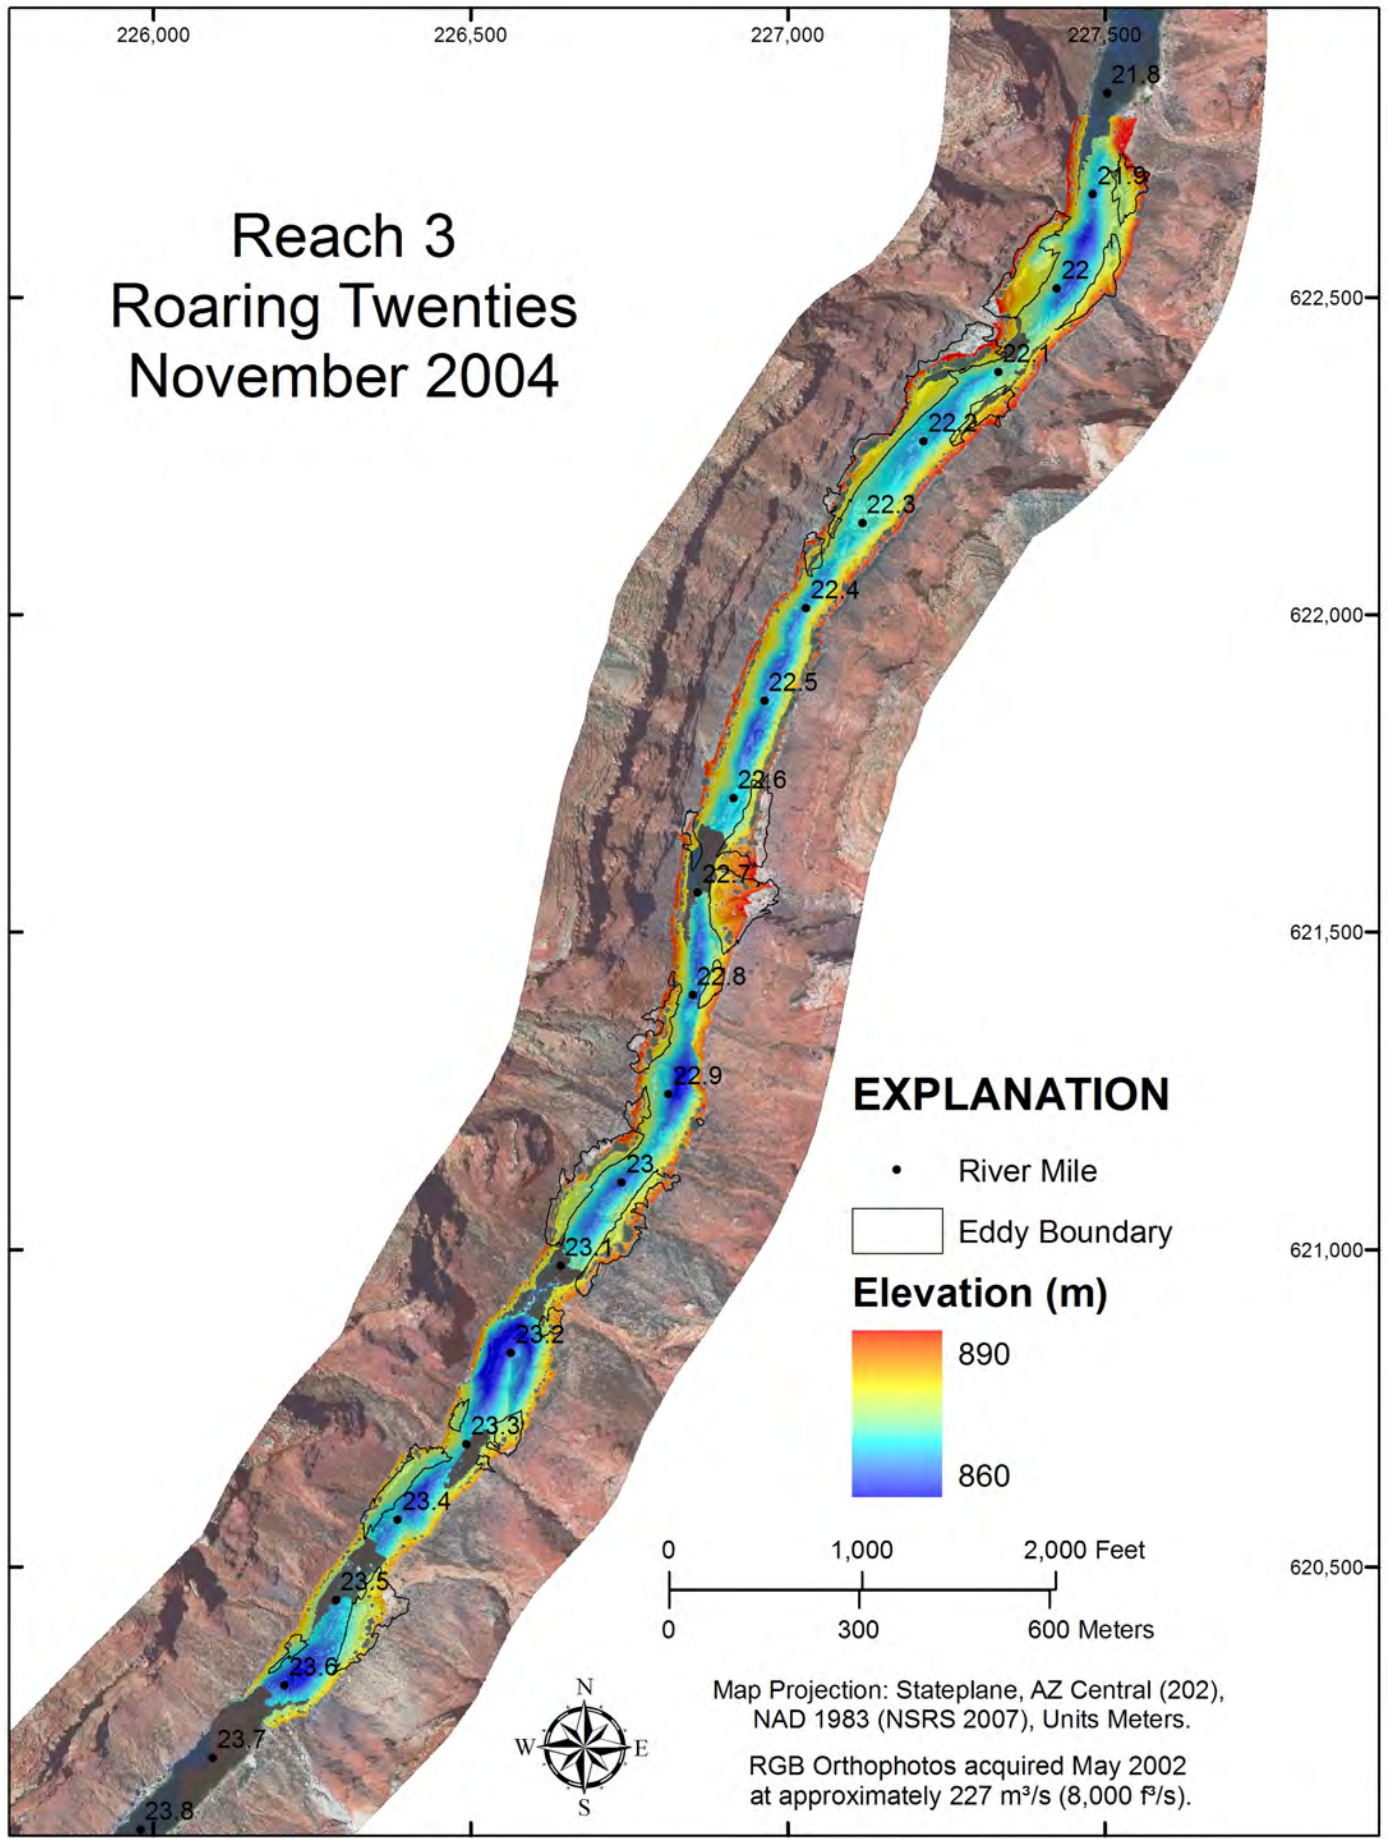 226,000
226,500
227,000
227,500
21.8
21.9
Reach 3
Roaring Twenties
November 2004
22
622,500
22.1
22.2
22.3
22.4
622,000
22.5
22.6
22.7
621,500
22.8
22.9
EXPLANATION
River Mile
23
Eddy Boundary
23.1
621,000
Elevation (m)
23.2
890
23.3
860
23.4
0 1,000 2,000 Feet
620,500
23.5
0 300 600 Meters
23.6
N
W E
S
Map Projection: Stateplane, AZ Central (202),
NAD 1983 (NSRS 2007), Units Meters.
23.7
RGB Orthophotos acquired May 2002
at approximately 227 m³/s (8,000 f³/s).
23.8